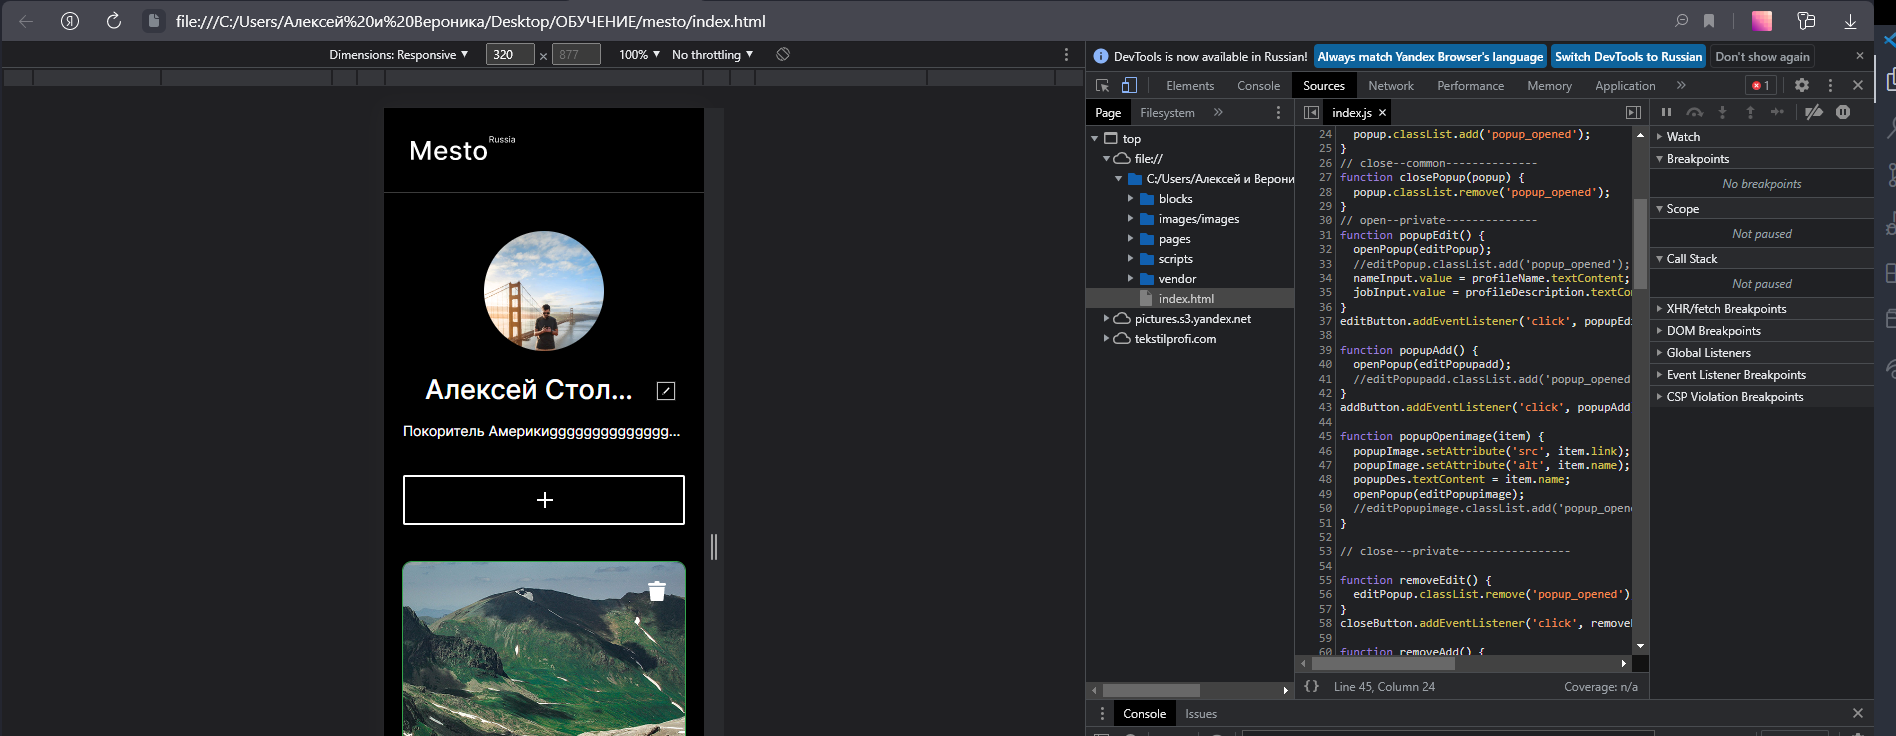 file:///C:/Users/Алексей%20и%20Вероника/Desktop/ОБУЧЕНИЕ/mesto/index.html
Dimensions: Responsive ▼ 320 × 877 100% ▼ No throttling ▼
DevTools is now available in Russian! Always match Yandex Browser's language Switch DevTools to Russian Don't show again
Elements Console Sources Network Performance Memory Application » 1
Page Filesystem »
index.js
top
file://
C:/Users/Алексей и Верони
blocks
images/images
pages
scripts
vendor
index.html
pictures.s3.yandex.net
tekstilprofi.com
24 popup.classList.add('popup_opened');
25 }
26 // close--common--------------
27 function closePopup(popup) {
28 popup.classList.remove('popup_opened');
29 }
30 // open--private--------------
31 function popupEdit() {
32 openPopup(editPopup);
33 //editPopup.classList.add('popup_opened');
34 nameInput.value = profileName.textContent;
35 jobInput.value = profileDescription.textCon
36 }
37 editButton.addEventListener('click', popupEdi
38
39 function popupAdd() {
40 openPopup(editPopupadd);
41 //editPopupadd.classList.add('popup_opened
42 }
43 addButton.addEventListener('click', popupAdd
44
45 function popupOpenimage(item) {
46 popupImage.setAttribute('src', item.link);
47 popupImage.setAttribute('alt', item.name);
48 popupDes.textContent = item.name;
49 openPopup(editPopupimage);
50 //editPopupimage.classList.add('popup_open
51 }
52
53 // close---private-----------------
54
55 function removeEdit() {
56 editPopup.classList.remove('popup_opened')
57 }
58 closeButton.addEventListener('click', remove
59
60 function removeAdd() {
{} Line 45, Column 24 Coverage: n/a
Watch
Breakpoints
No breakpoints
Scope
Not paused
Call Stack
Not paused
XHR/fetch Breakpoints
DOM Breakpoints
Global Listeners
Event Listener Breakpoints
CSP Violation Breakpoints
Console Issues
Mesto Russia
Алексей Стол...
Покоритель Америкиgggggggggggggg...